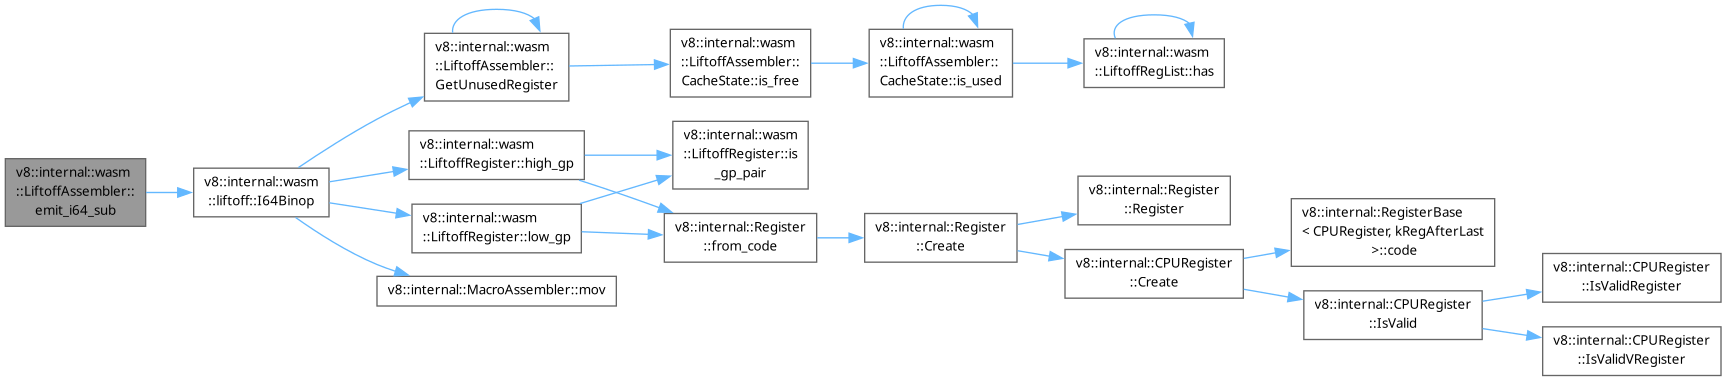 v8::internal::wasm
::LiftoffAssembler::
emit_i64_sub
v8::internal::wasm
::liftoff::I64Binop
v8::internal::wasm
::LiftoffAssembler::
GetUnusedRegister
v8::internal::wasm
::LiftoffAssembler::
CacheState::is_free
v8::internal::wasm
::LiftoffAssembler::
CacheState::is_used
v8::internal::wasm
::LiftoffRegList::has
v8::internal::wasm
::LiftoffRegister::high_gp
v8::internal::wasm
::LiftoffRegister::is
_gp_pair
v8::internal::wasm
::LiftoffRegister::low_gp
v8::internal::Register
::from_code
v8::internal::Register
::Create
v8::internal::Register
::Register
v8::internal::CPURegister
::Create
v8::internal::RegisterBase
< CPURegister, kRegAfterLast
>::code
v8::internal::CPURegister
::IsValid
v8::internal::CPURegister
::IsValidRegister
v8::internal::CPURegister
::IsValidVRegister
v8::internal::MacroAssembler::mov